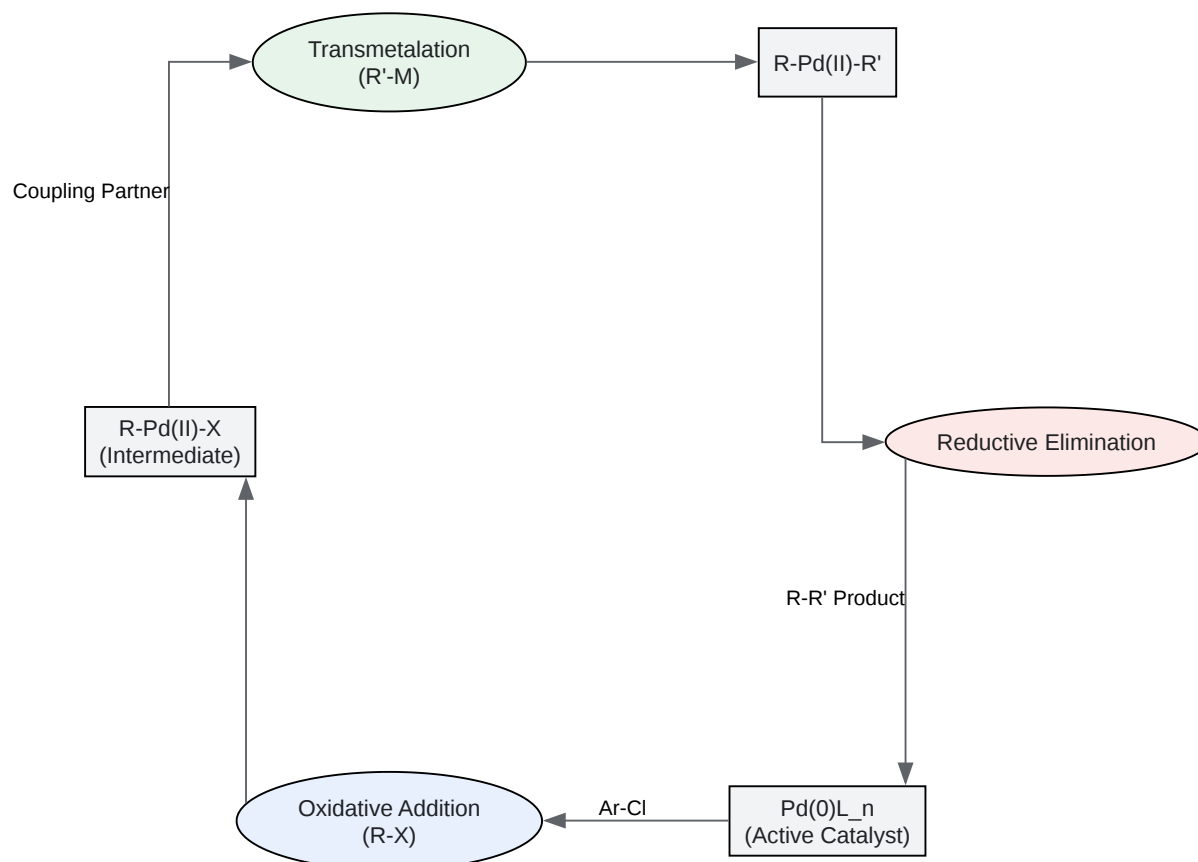 Transmetalation
(R'-M)
R-Pd(II)-R'
Coupling Partner
R-Pd(II)-X
(Intermediate)
Reductive Elimination
R-R' Product
Ar-Cl
Oxidative Addition
(R-X)
Pd(0)L_n
(Active Catalyst)